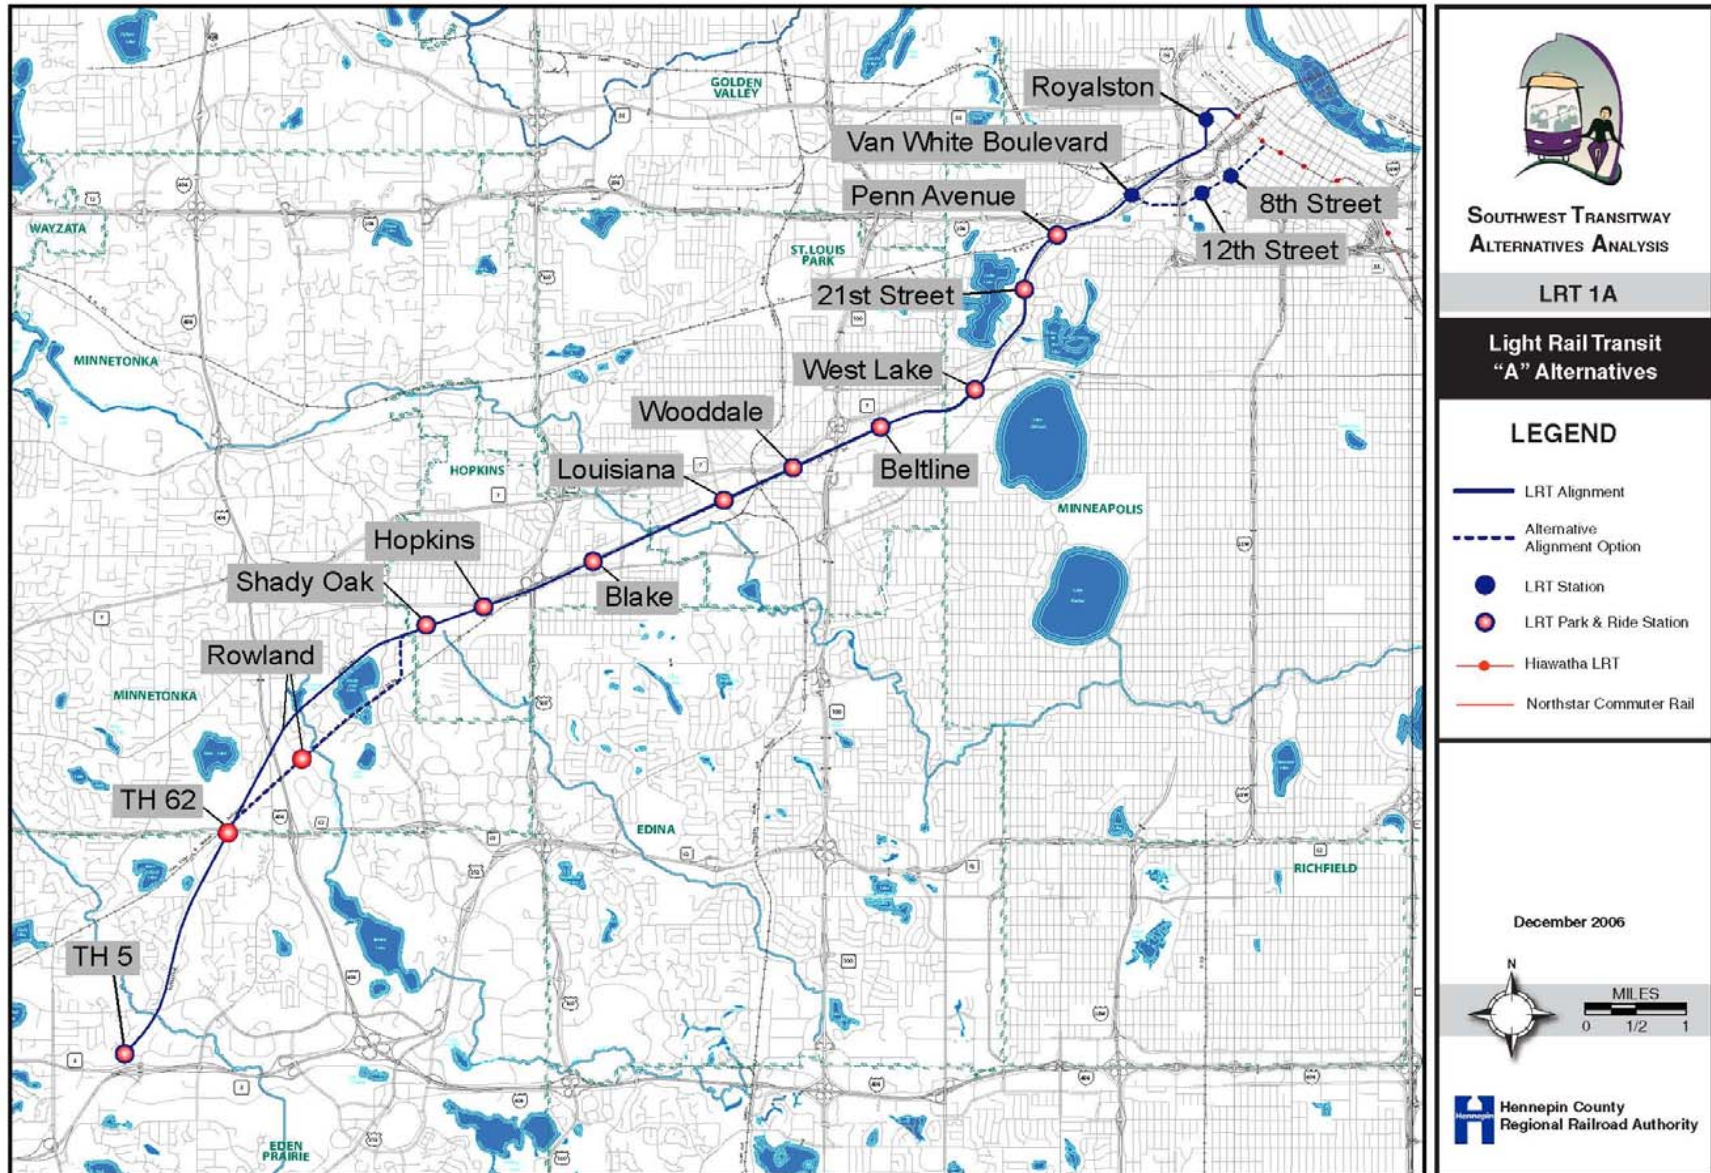 GOLDEN
VALLEY
Royalston
Van White Boulevard
Penn Avenue
8th Street
12th Street
WAYZATA
ST.LOUIS
PARK
21st Street
MINNETONKA
West Lake
Wooddale
Beltline
HOPKINS
Louisiana
MINNEAPOLIS
Hopkins
Shady Oak
Blake
Rowland
MINNETONKA
TH 62
EDINA
RICHFIELD
TH 5
EDEN
PRAIRIE
SOUTHWEST TRANSITWAY
ALTERNATIVES ANALYSIS
LRT 1A
Light Rail Transit
“A” Alternatives
LEGEND
LRT Alignment
Alternative
Alignment Option
LRT Station
LRT Park & Ride Station
Hiawatha LRT
Northstar Commuter Rail
December 2006
N
MILES
0 1/2 1
Hennepin
Hennepin County
Regional Railroad Authority